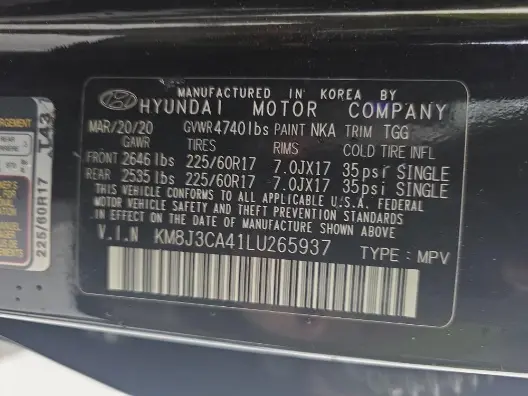 MANUFACTURED IN KOREA BY
HYUNDAI MOTOR COMPANY
MAR/20/20 GVWR 4740lbs PAINT NKA TRIM TGG
GAWR TIRES RIMS COLD TIRE INFL
FRONT 2646 lbs 225/60R17 7.0JX17 35psi SINGLE
REAR 2535 lbs 225/60R17 7.0JX17 35psi SINGLE
THIS VEHICLE CONFORMS TO ALL APPLICABLE U.S.A. FEDERAL
MOTOR VEHICLE SAFETY AND THEFT PREVENTION STANDARDS
IN EFFECT ON THE DATE OF MANUFACTURE SHOWN ABOVE.
V.I.N KM8J3CA41LU265937 TYPE : MPV
T43
225/60R17